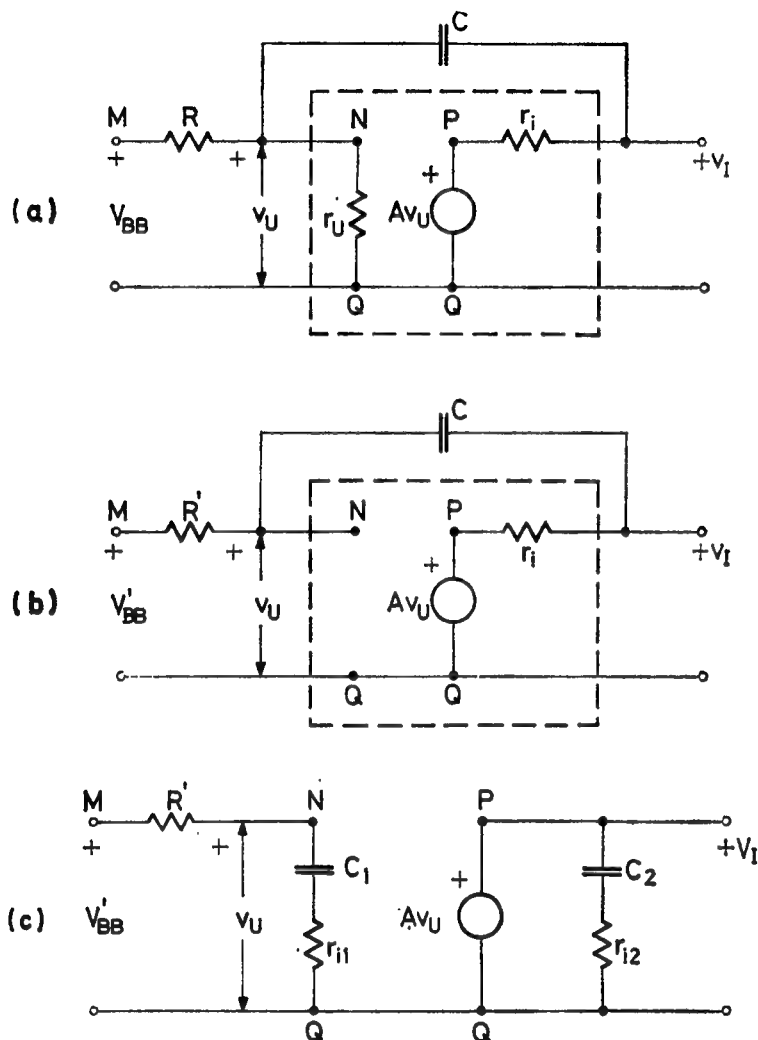 C
M R N P r_i
+ + + +v_I
(a) V_BB v_U r_U Av_U
Q Q
C
M R' N P r_i
+ + + +v_I
(b) V'_BB v_U Av_U
Q Q
M R' N P
+ + C_1 + C_2 +V_I
(c) V'_BB v_U r_i1 Av_U r_i2
Q Q